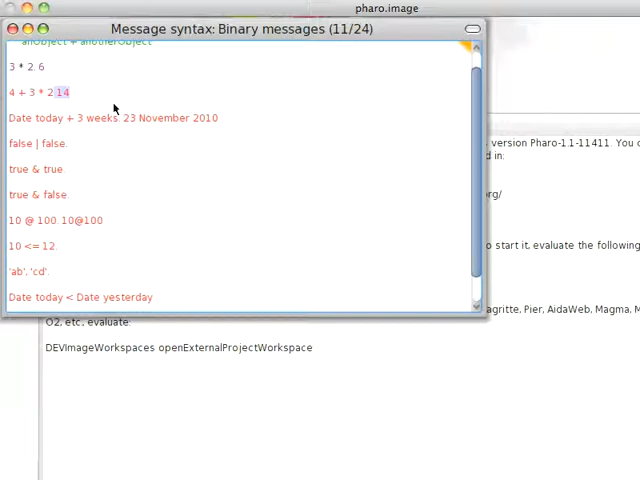 pharo.image
Message syntax: Binary messages (11/24)
anObject + anotherObject
3 * 2. 6
4 + 3 * 2. 14
Date today + 3 weeks. 23 November 2010
false | false.
true & true.
true & false.
10 @ 100. 10@100
10 <= 12.
'ab', 'cd'.
Date today < Date yesterday
version Pharo-1.1-11411. You c
d in:
rg/
o start it, evaluate the following
agritte, Pier, AidaWeb, Magma, M
O2, etc, evaluate:
DEVImageWorkspaces openExternalProjectWorkspace